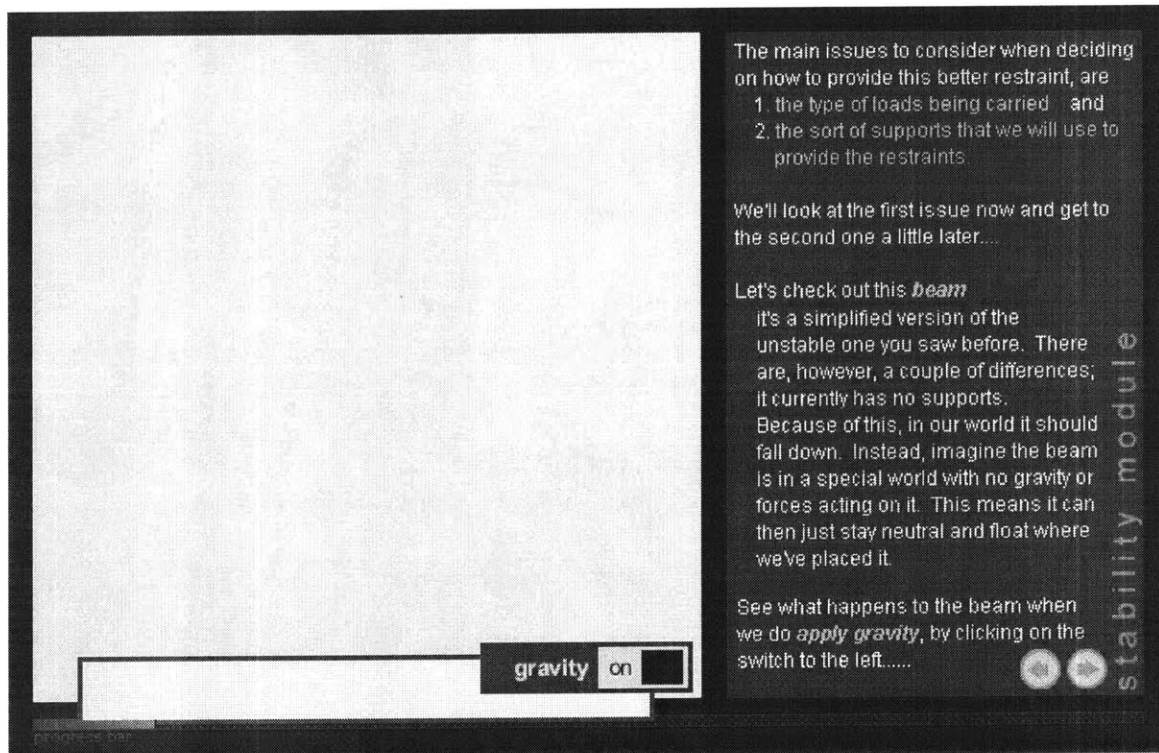 The main issues to consider when deciding
on how to provide this better restraint, are
1. the type of loads being carried and
2. the sort of supports that we will use to
provide the restraints
We'll look at the first issue now and get to
the second one a little later....
Let's check out this beam
it's a simplified version of the
unstable one you saw before. There
are, however, a couple of differences;
it currently has no supports.
Because of this, in our world it should
fall down. Instead, imagine the beam
is in a special world with no gravity or
forces acting on it. This means it can
then just stay neutral and float where
we've placed it.
See what happens to the beam when
we do apply gravity, by clicking on the
switch to the left......
stability module
gravity on
progress bar